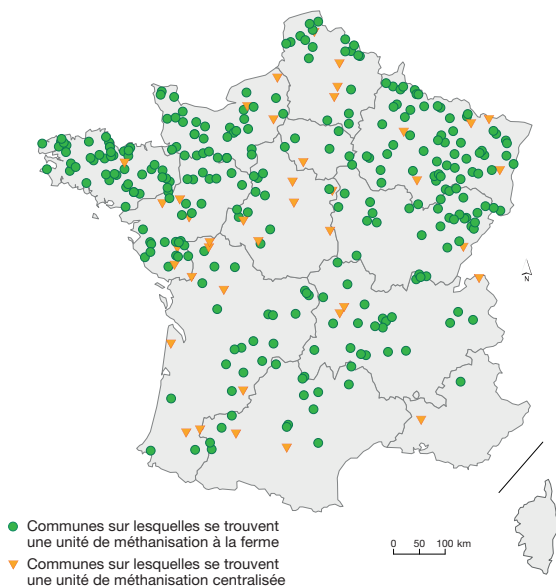 N
Communes sur lesquelles se trouvent
une unité de méthanisation à la ferme
Communes sur lesquelles se trouvent
une unité de méthanisation centralisée
0 50 100 km